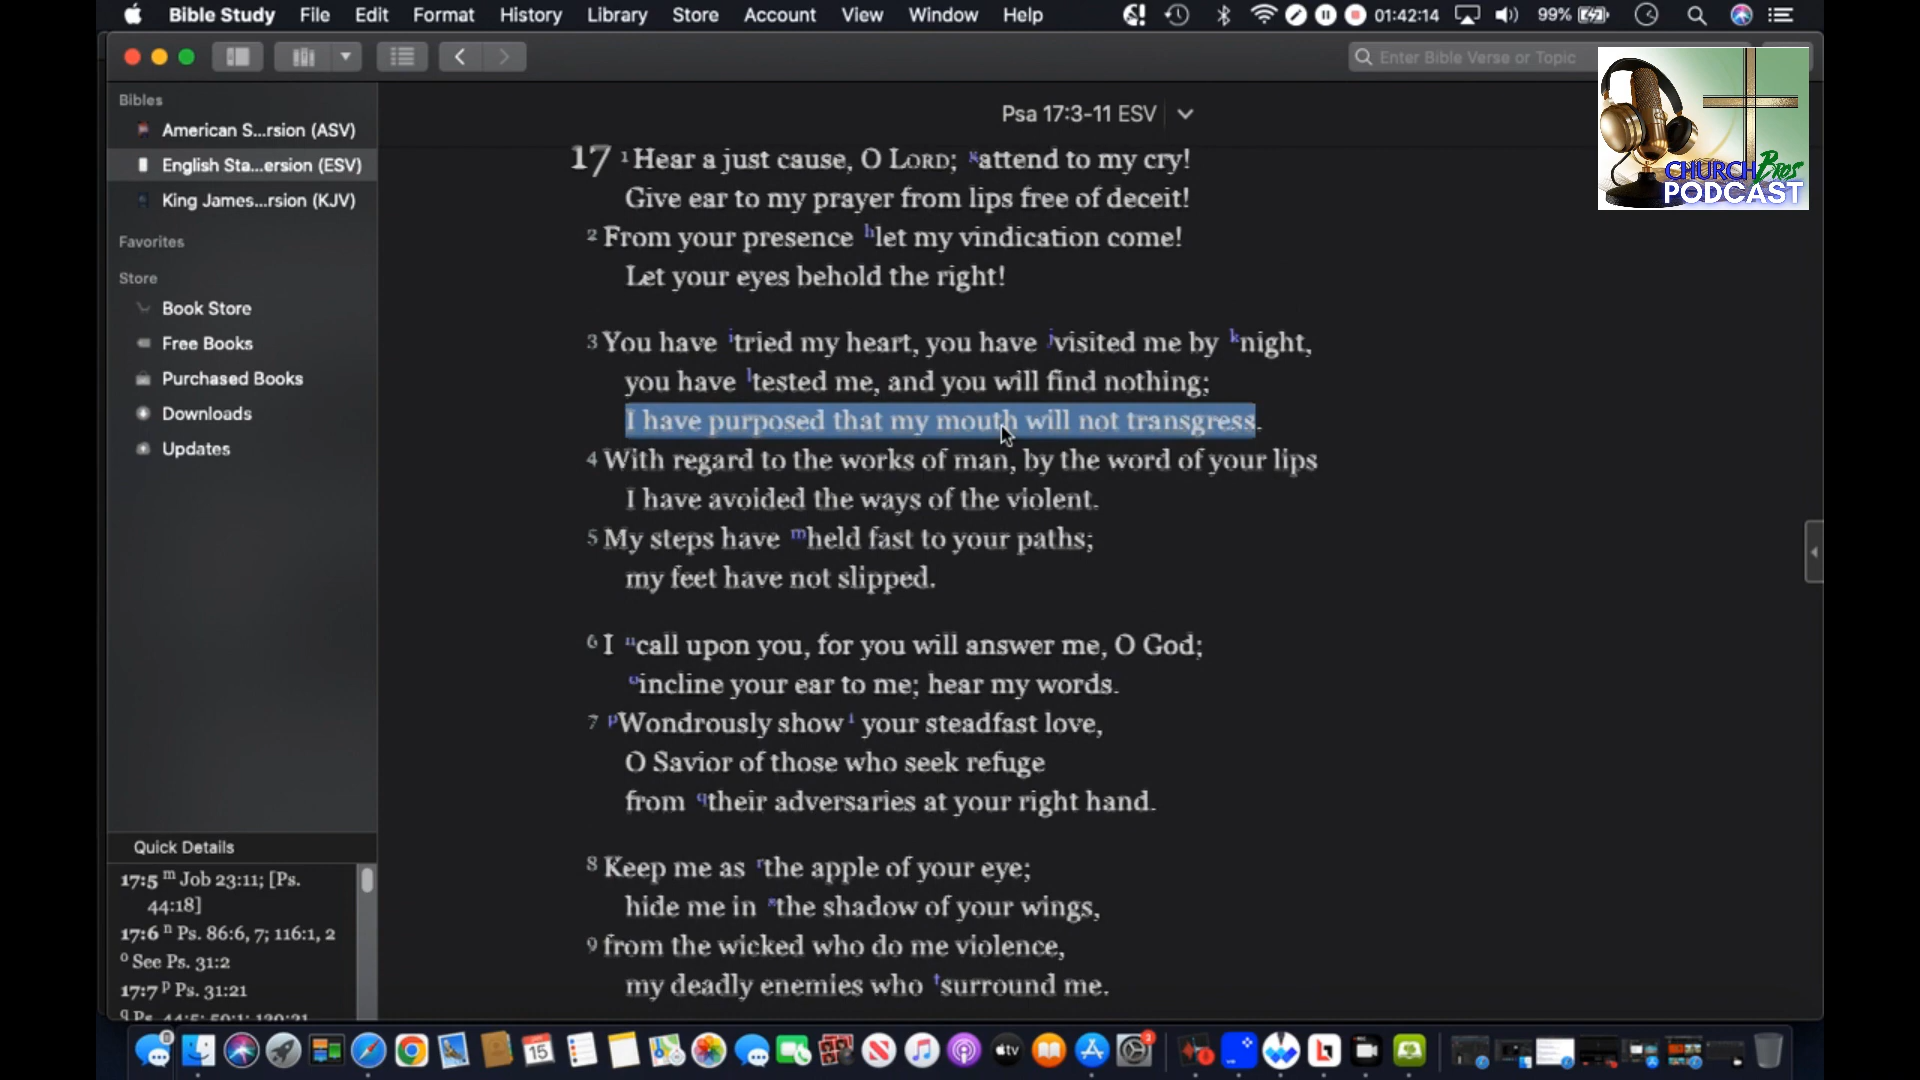 Bible Study File Edit Format History Library Store Account View Window Help 01:42:14 99%
Enter Bible Verse or Topic
CHURCH Bros
PODCAST
Bibles
American S...rsion (ASV)
English Sta...ersion (ESV)
King James...rsion (KJV)
Favorites
Store
Book Store
Free Books
Purchased Books
Downloads
Updates
Psa 17:3-11 ESV
17 1 Hear a just cause, O LORD; g attend to my cry!
Give ear to my prayer from lips free of deceit!
2 From your presence h let my vindication come!
Let your eyes behold the right!
3 You have i tried my heart, you have j visited me by k night,
you have l tested me, and you will find nothing;
I have purposed that my mouth will not transgress.
4 With regard to the works of man, by the word of your lips
I have avoided the ways of the violent.
5 My steps have m held fast to your paths;
my feet have not slipped.
6 I n call upon you, for you will answer me, O God;
o incline your ear to me; hear my words.
7 p Wondrously show 1 your steadfast love,
O Savior of those who seek refuge
from q their adversaries at your right hand.
8 Keep me as r the apple of your eye;
hide me in s the shadow of your wings,
9 from the wicked who do me violence,
my deadly enemies who t surround me.
Quick Details
17:5 m Job 23:11; [Ps.
44:18]
17:6 n Ps. 86:6, 7; 116:1, 2
o See Ps. 31:2
17:7 p Ps. 31:21
15
tv